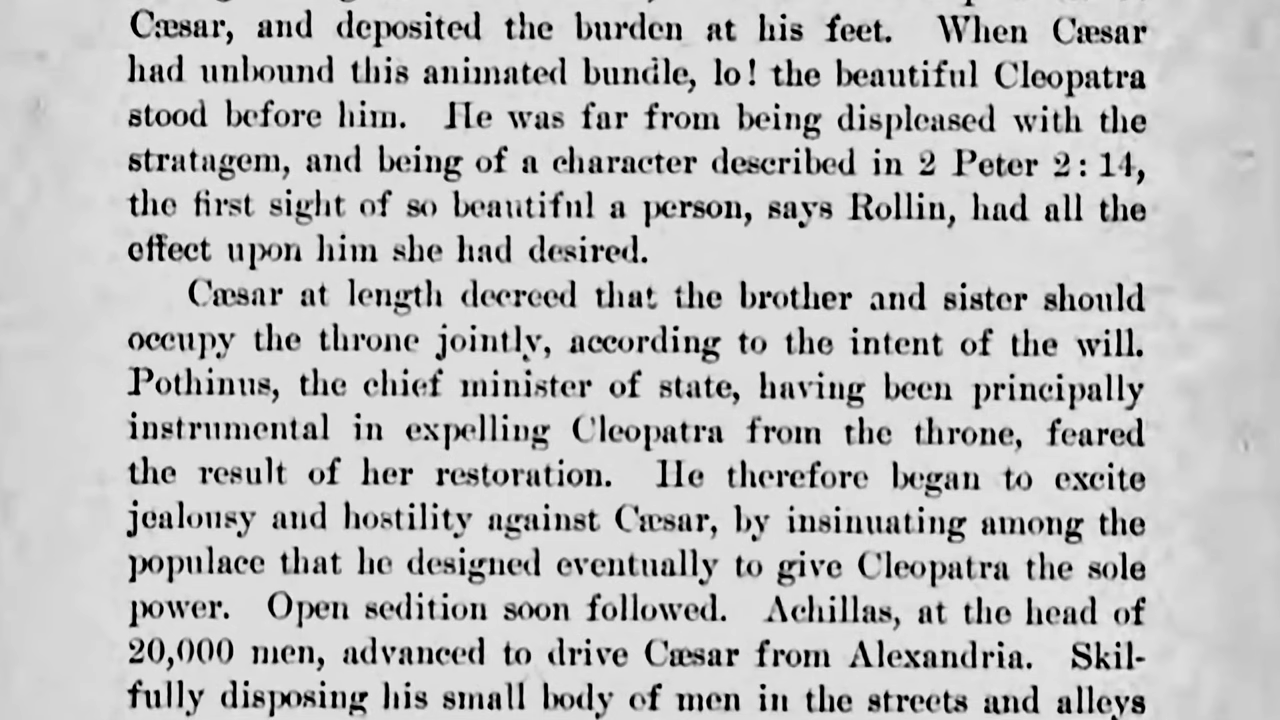 Cæsar, and deposited the burden at his feet. When Cæsar
had unbound this animated bundle, lo! the beautiful Cleopatra
stood before him. He was far from being displeased with the
stratagem, and being of a character described in 2 Peter 2:14,
the first sight of so beautiful a person, says Rollin, had all the
effect upon him she had desired.
Cæsar at length decreed that the brother and sister should
occupy the throne jointly, according to the intent of the will.
Pothinus, the chief minister of state, having been principally
instrumental in expelling Cleopatra from the throne, feared
the result of her restoration. He therefore began to excite
jealousy and hostility against Cæsar, by insinuating among the
populace that he designed eventually to give Cleopatra the sole
power. Open sedition soon followed. Achillas, at the head of
20,000 men, advanced to drive Cæsar from Alexandria. Skil-
fully disposing his small body of men in the streets and alleys